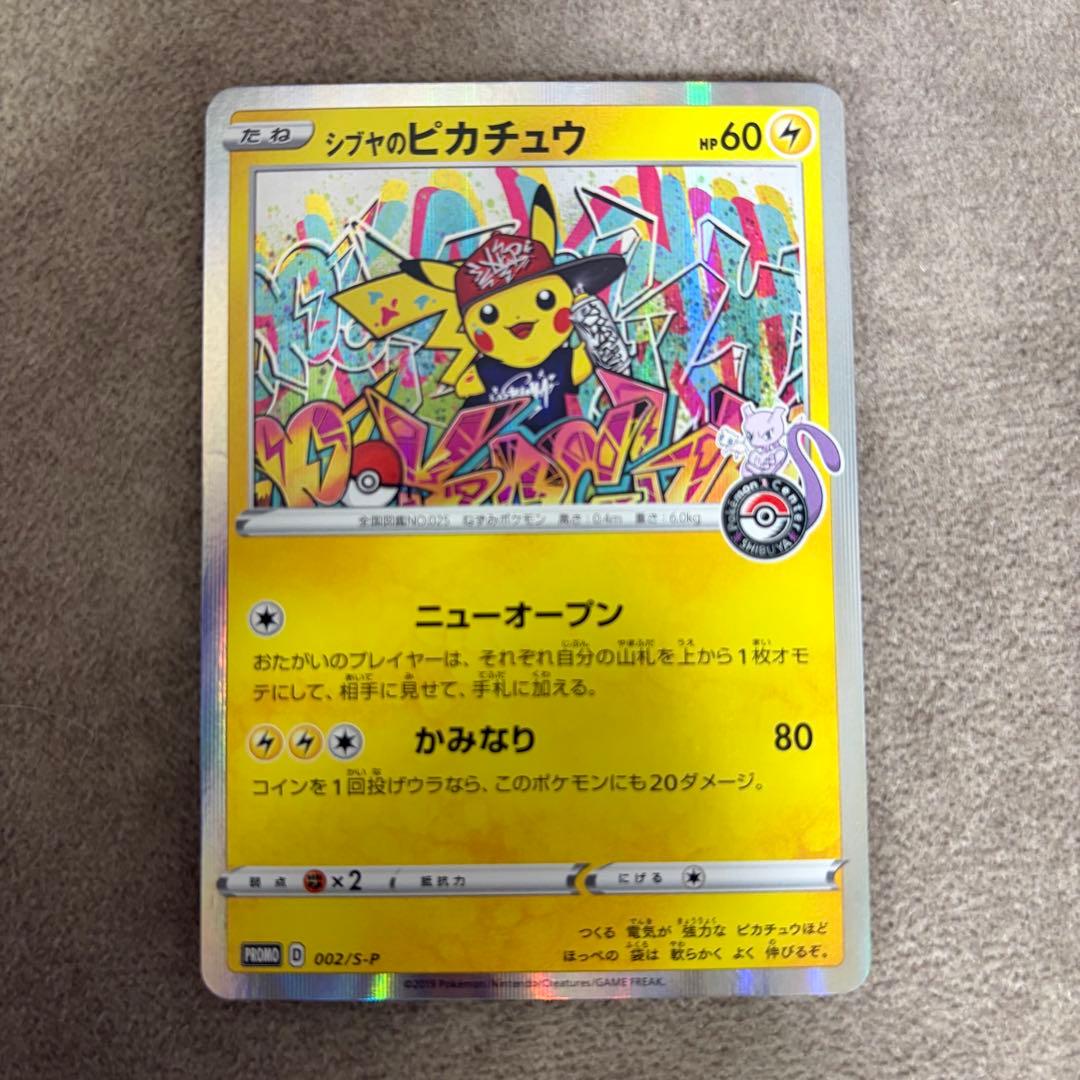 たね シブヤのピカチュウ HP60
全国図鑑NO.025 ねずみポケモン 高さ:0.4m 重さ:6.0kg
Pokémon Center
SHIBUYA
ニューオープン
おたがいのプレイヤーは、それぞれ自分の山札を上から1枚オモ
テにして、相手に見せて、手札に加える。
かみなり 80
コインを1回投げウラなら、このポケモンにも20ダメージ。
弱点 ×2 抵抗力 にげる
つくる 電気が 強力な ピカチュウほど
ほっぺの 袋は 軟らかく よく 伸びるぞ。
PROMO D 002/S-P
©2019 Pokémon/Nintendo/Creatures/GAME FREAK.